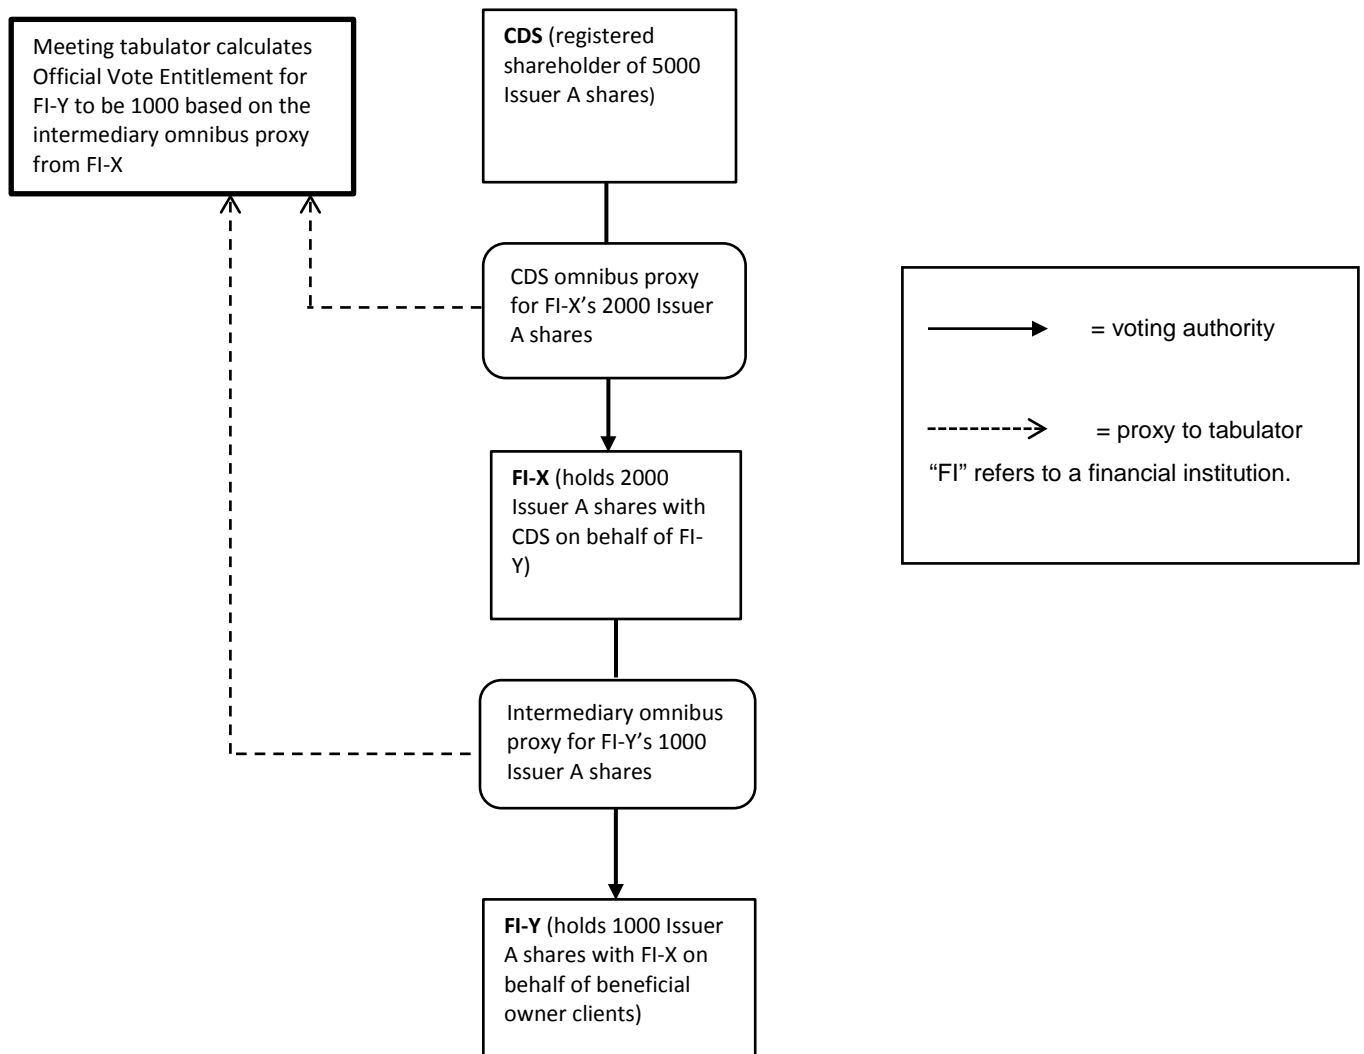 Meeting tabulator calculates
Official Vote Entitlement for
FI-Y to be 1000 based on the
intermediary omnibus proxy
from FI-X
CDS (registered
shareholder of 5000
Issuer A shares)
CDS omnibus proxy
for FI-X’s 2000 Issuer
A shares
FI-X (holds 2000
Issuer A shares with
CDS on behalf of FI-
Y)
Intermediary omnibus
proxy for FI-Y’s 1000
Issuer A shares
FI-Y (holds 1000 Issuer
A shares with FI-X on
behalf of beneficial
owner clients)
= voting authority
= proxy to tabulator
“FI” refers to a financial institution.